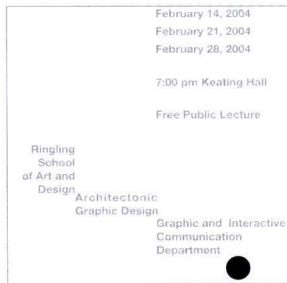 February 14, 2004
February 21, 2004
February 28, 2004
7:00 pm Keating Hall
Free Public Lecture
Ringling
School
of Art and
Design
Architectonic
Graphic Design
Graphic and Interactive
Communication
Department